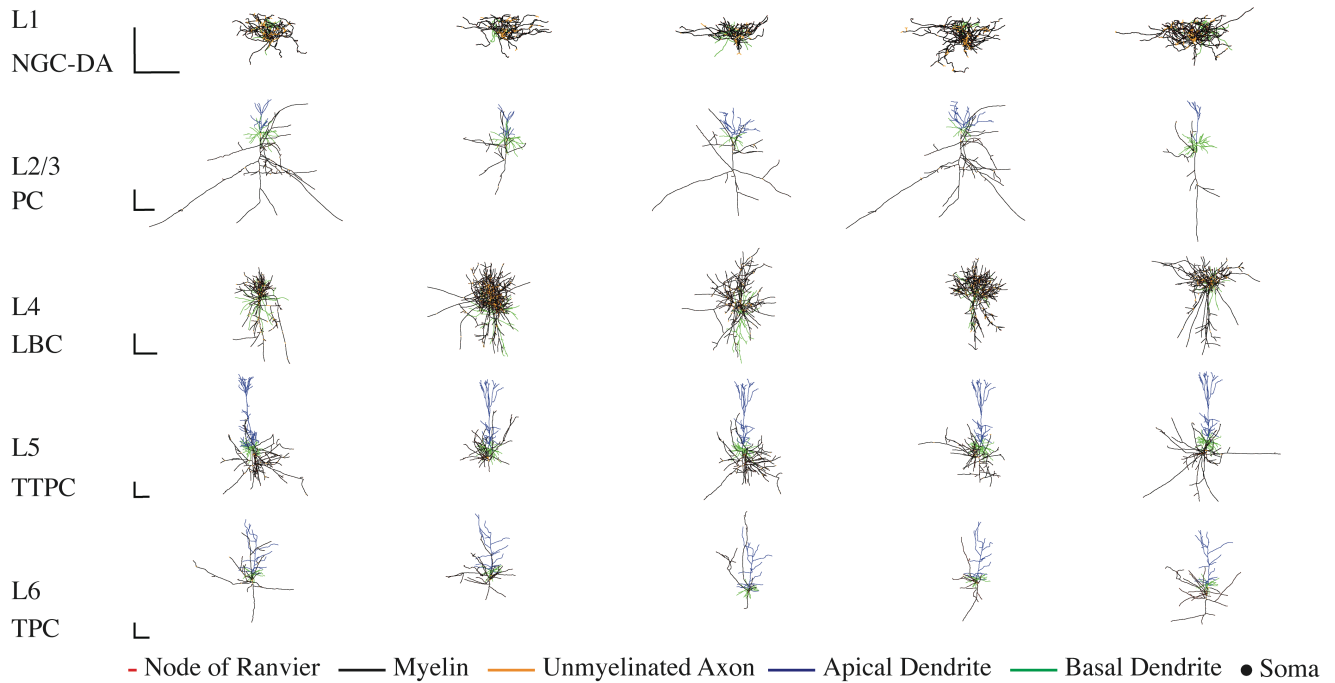 L1
NGC-DA
L2/3
PC
L4
LBC
L5
TTPC
L6
TPC
Node of Ranvier Myelin Unmyelinated Axon Apical Dendrite Basal Dendrite Soma